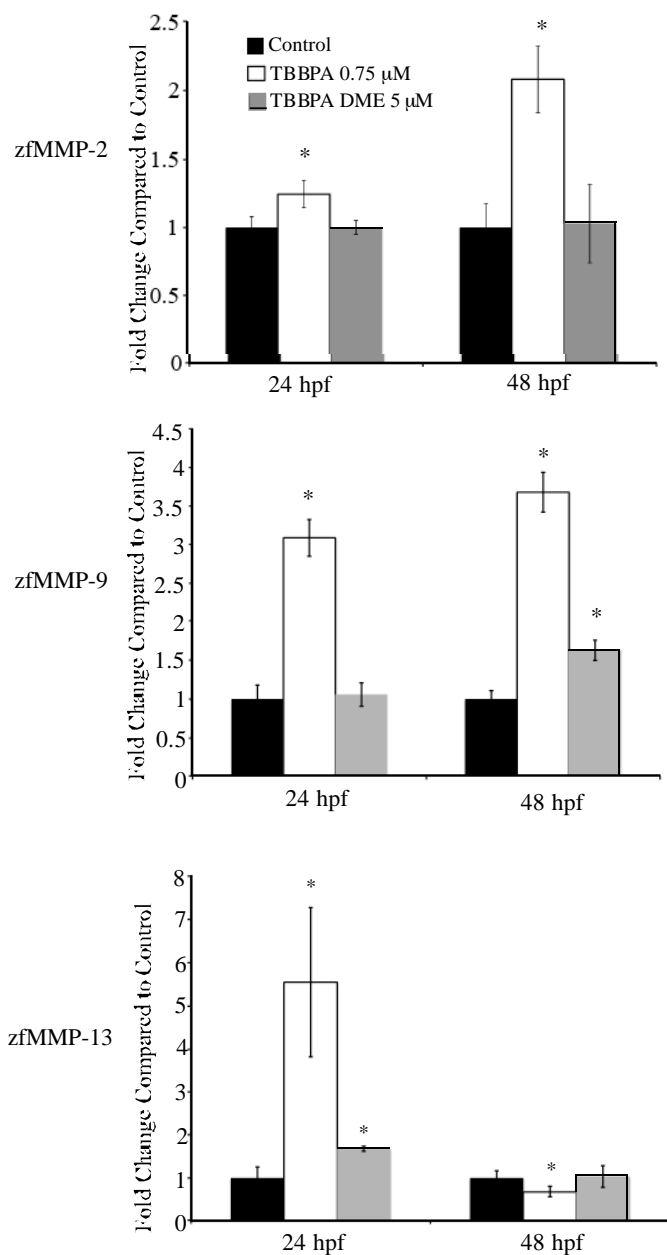 2.5
2
1.5
1
0.5
0
Control
TBBPA 0.75 μM
TBBPA DME 5 μM
*
*
zfMMP-2
Fold Change Compared to Control
24 hpf
48 hpf
4.5
4
3.5
3
2.5
2
1.5
1
0.5
0
*
*
*
zfMMP-9
Fold Change Compared to Control
24 hpf
48 hpf
8
7
6
5
4
3
2
1
0
*
*
*
zfMMP-13
Fold Change Compared to Control
24 hpf
48 hpf